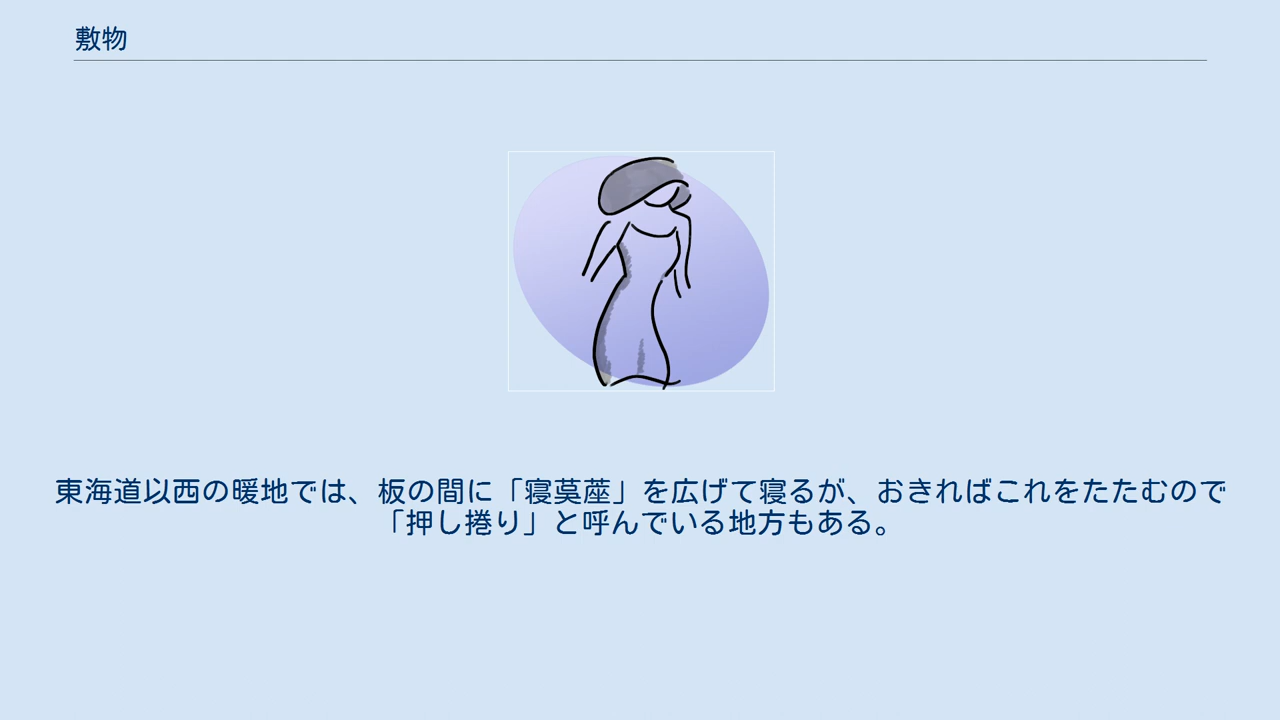 敷物
東海道以西の暖地では、板の間に「寝茣蓙」を広げて寝るが、おきればこれをたたむので
「押し捲り」と呼んでいる地方もある。